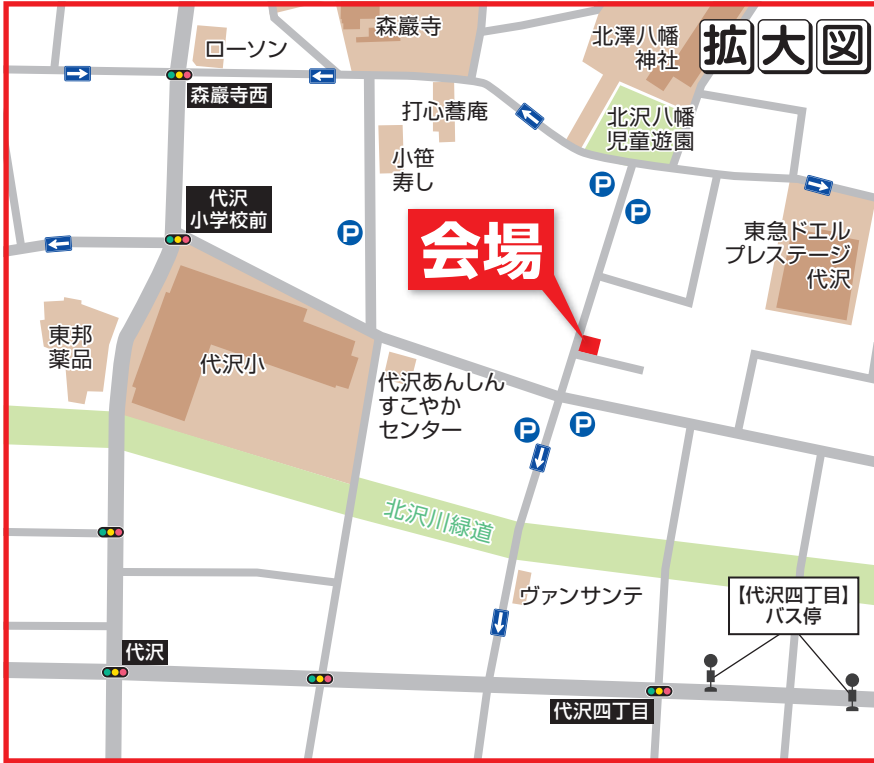 拡大図
森巖寺
ローソン
北澤八幡
神社
森巖寺西
打心蕎庵
北沢八幡
児童遊園
小笹
寿し
代沢
小学校前
P
P
P
会場
東急ドエル
プレステージ
代沢
東邦
薬品
代沢小
代沢あんしん
すこやか
センター
P
P
北沢川緑道
ヴァンサンテ
【代沢四丁目】
バス停
代沢
代沢四丁目